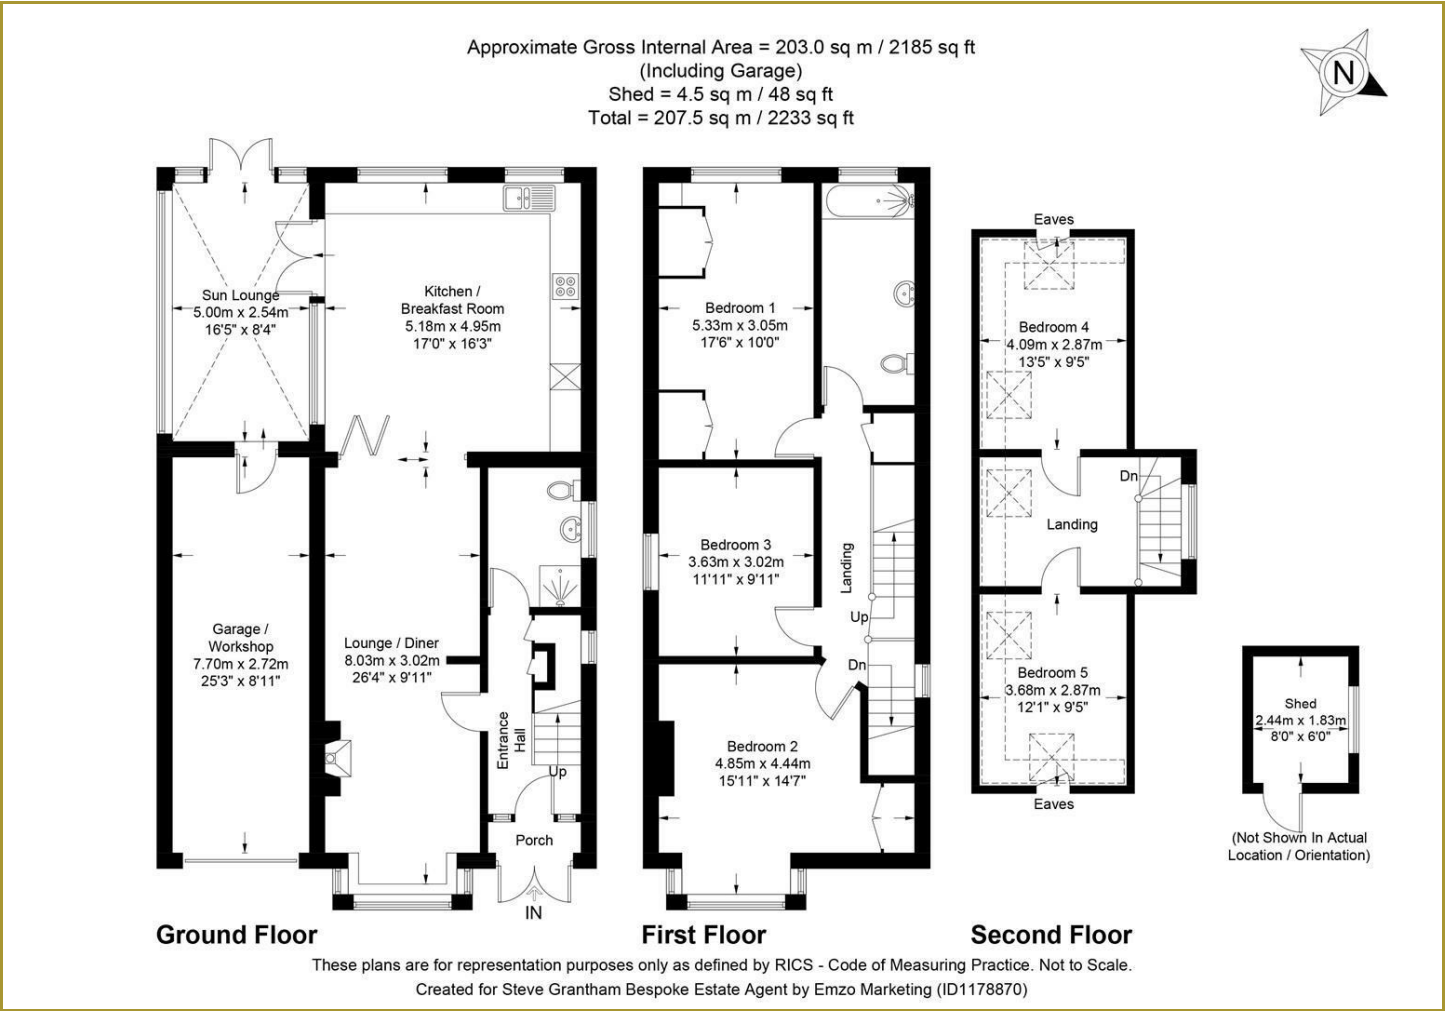 Approximate Gross Internal Area = 203.0 sq m / 2185 sq ft
(Including Garage)
Shed = 4.5 sq m / 48 sq ft
Total = 207.5 sq m / 2233 sq ft
N
Sun Lounge
5.00m x 2.54m
16'5" x 8'4"
Kitchen /
Breakfast Room
5.18m x 4.95m
17'0" x 16'3"
Garage /
Workshop
7.70m x 2.72m
25'3" x 8'11"
Lounge / Diner
8.03m x 3.02m
26'4" x 9'11"
Entrance
Hall
Up
Porch
IN
Ground Floor
Bedroom 1
5.33m x 3.05m
17'6" x 10'0"
Bedroom 3
3.63m x 3.02m
11'11" x 9'11"
Landing
Up
Dn
Bedroom 2
4.85m x 4.44m
15'11" x 14'7"
First Floor
Eaves
Bedroom 4
4.09m x 2.87m
13'5" x 9'5"
Dn
Landing
Bedroom 5
3.68m x 2.87m
12'1" x 9'5"
Eaves
Second Floor
Shed
2.44m x 1.83m
8'0" x 6'0"
(Not Shown In Actual
Location / Orientation)
These plans are for representation purposes only as defined by RICS - Code of Measuring Practice. Not to Scale.
Created for Steve Grantham Bespoke Estate Agent by Emzo Marketing (ID1178870)